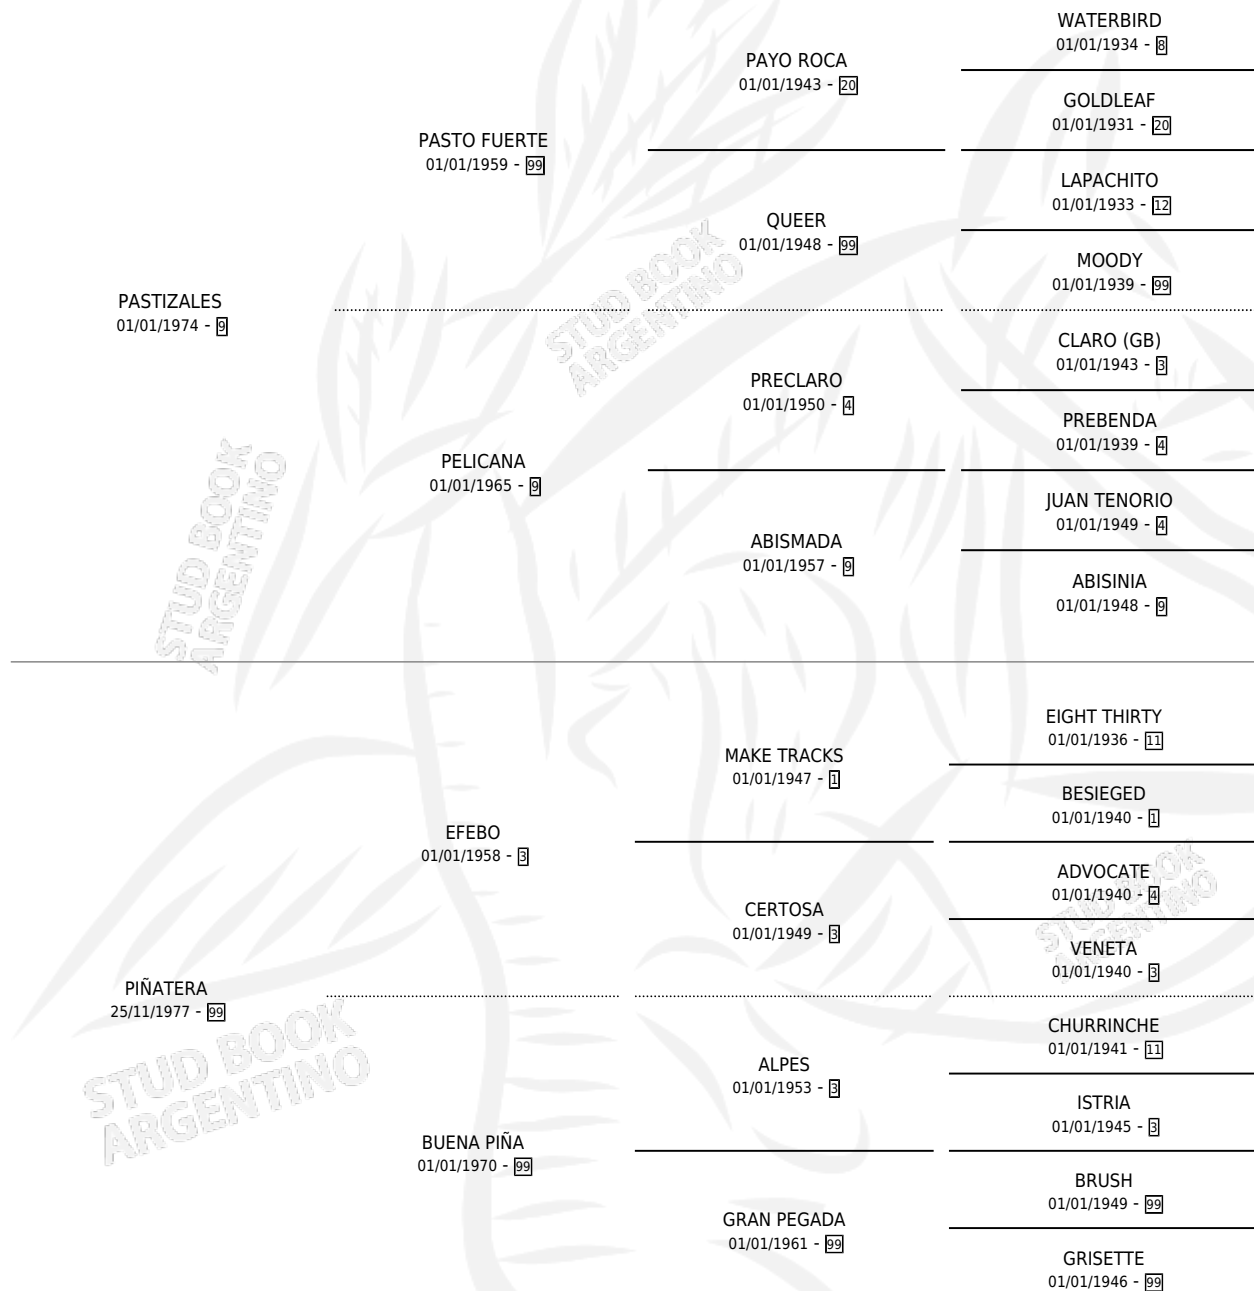 WATERBIRD
01/01/1934 - 8
PAYO ROCA
01/01/1943 - 20
GOLDLEAF
01/01/1931 - 20
PASTO FUERTE
01/01/1959 - 99
LAPACHITO
01/01/1933 - 12
QUEER
01/01/1948 - 99
MOODY
01/01/1939 - 99
PASTIZALES
01/01/1974 - 9
STUD BOOK
ARGENTINO
CLARO (GB)
01/01/1943 - 3
PRECLARO
01/01/1950 - 4
PREBENDA
01/01/1939 - 4
PELICANA
01/01/1965 - 9
JUAN TENORIO
01/01/1949 - 4
ABISMADA
01/01/1957 - 9
ABISINIA
01/01/1948 - 9
STUD BOOK
ARGENTINO
EIGHT THIRTY
01/01/1936 - 11
MAKE TRACKS
01/01/1947 - 1
BESIEGED
01/01/1940 - 1
EFEBO
01/01/1958 - 3
ADVOCATE
01/01/1940 - 4
CERTOSA
01/01/1949 - 3
VENETA
01/01/1940 - 3
STUD BOOK
ARGENTINO
PIÑATERA
25/11/1977 - 99
STUD BOOK
ARGENTINO
CHURRINCHE
01/01/1941 - 11
ALPES
01/01/1953 - 3
ISTRIA
01/01/1945 - 3
BUENA PIÑA
01/01/1970 - 99
BRUSH
01/01/1949 - 99
GRAN PEGADA
01/01/1961 - 99
GRISETTE
01/01/1946 - 99